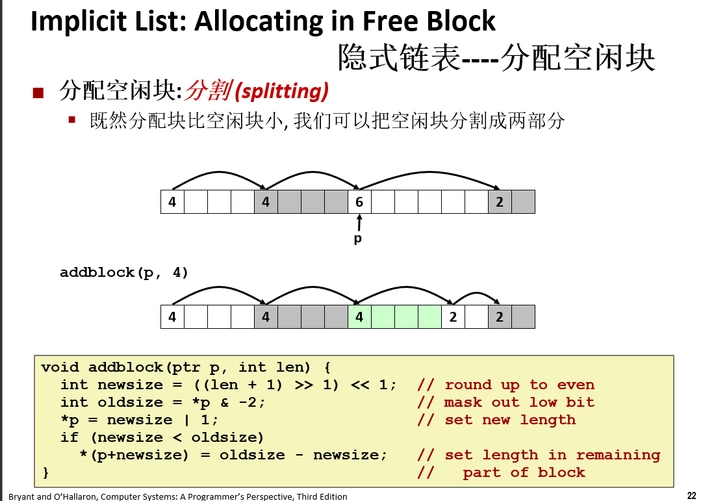 Implicit List: Allocating in Free Block
隐式链表----分配空闲块
■ 分配空闲块:分割(splitting)
▪ 既然分配块比空闲块小, 我们可以把空闲块分割成两部分
4 4 6 2
p
addblock(p, 4)
4 4 4 2 2
void addblock(ptr p, int len) {
int newsize = ((len + 1) >> 1) << 1; // round up to even
int oldsize = *p & -2; // mask out low bit
*p = newsize | 1; // set new length
if (newsize < oldsize)
*(p+newsize) = oldsize - newsize; // set length in remaining
} // part of block
Bryant and O'Hallaron, Computer Systems: A Programmer's Perspective, Third Edition 22